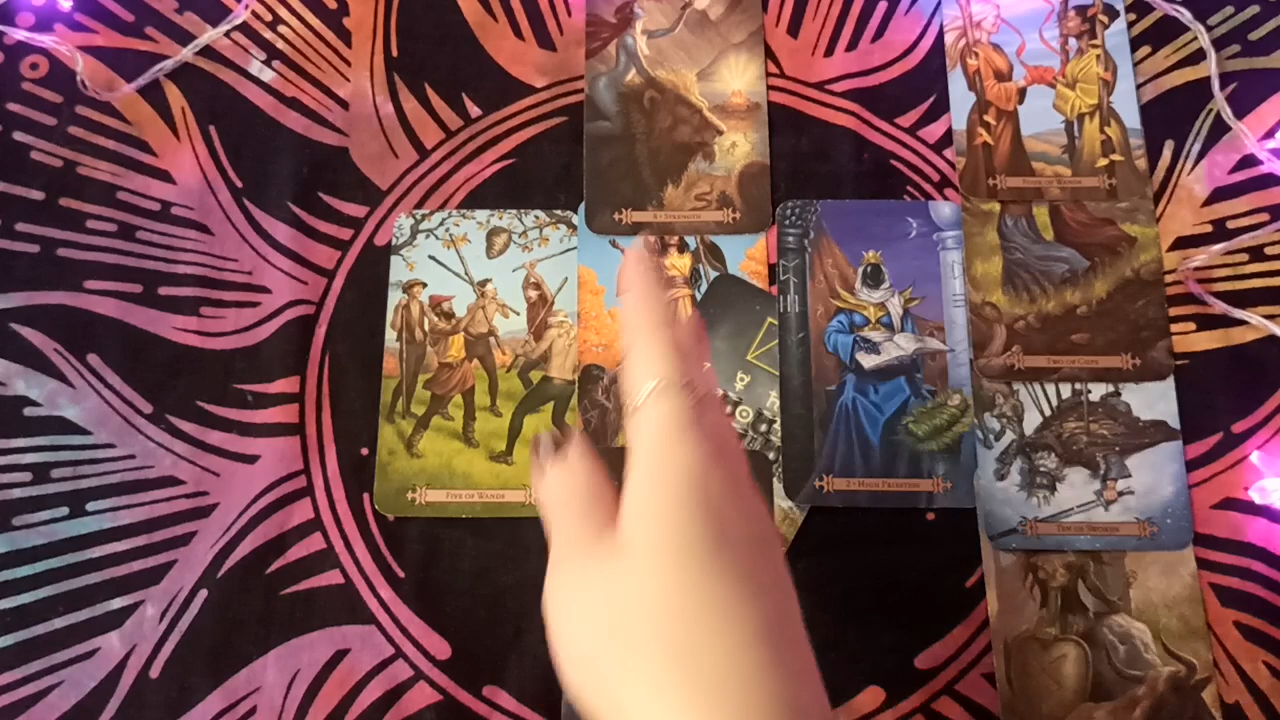 8 • STRENGTH
FOUR OF WANDS
TWO OF CUPS
FIVE OF WANDS
2 • HIGH PRIESTESS
TEN OF SWORDS